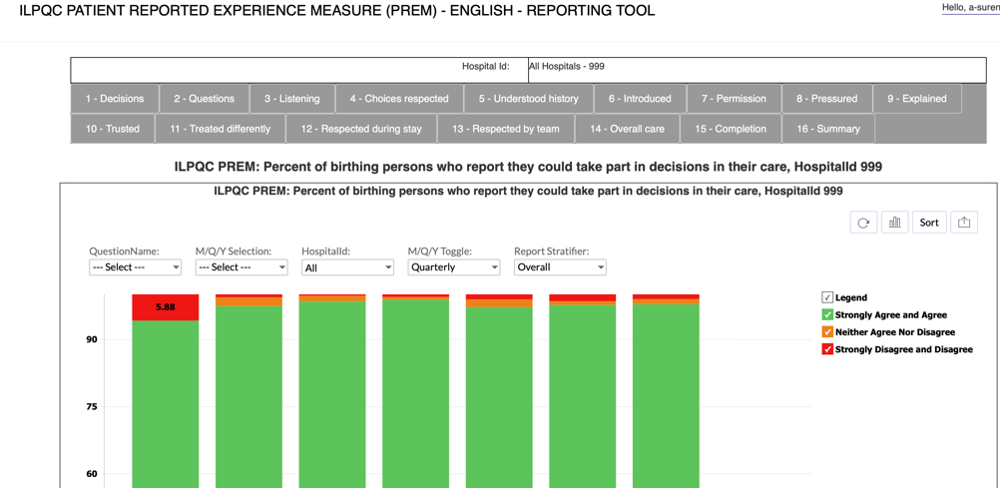 ILPQC PATIENT REPORTED EXPERIENCE MEASURE (PREM) - ENGLISH - REPORTING TOOL
Hello, a-suren
Hospital Id: All Hospitals - 999
1 - Decisions 2 - Questions 3 - Listening 4 - Choices respected 5 - Understood history 6 - Introduced 7 - Permission 8 - Pressured 9 - Explained
10 - Trusted 11 - Treated differently 12 - Respected during stay 13 - Respected by team 14 - Overall care 15 - Completion 16 - Summary
ILPQC PREM: Percent of birthing persons who report they could take part in decisions in their care, HospitalId 999
ILPQC PREM: Percent of birthing persons who report they could take part in decisions in their care, HospitalId 999
Sort
QuestionName: M/Q/Y Selection: HospitalId: M/Q/Y Toggle: Report Stratifier:
--- Select --- --- Select --- All Quarterly Overall
Legend
5.88
Strongly Agree and Agree
Neither Agree Nor Disagree
90
Strongly Disagree and Disagree
75
60